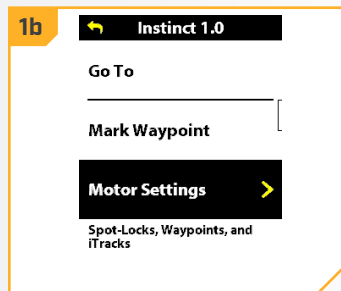 1b
Instinct 1.0
Go To
Mark Waypoint
Motor Settings
Spot-Locks, Waypoints, and
iTracks